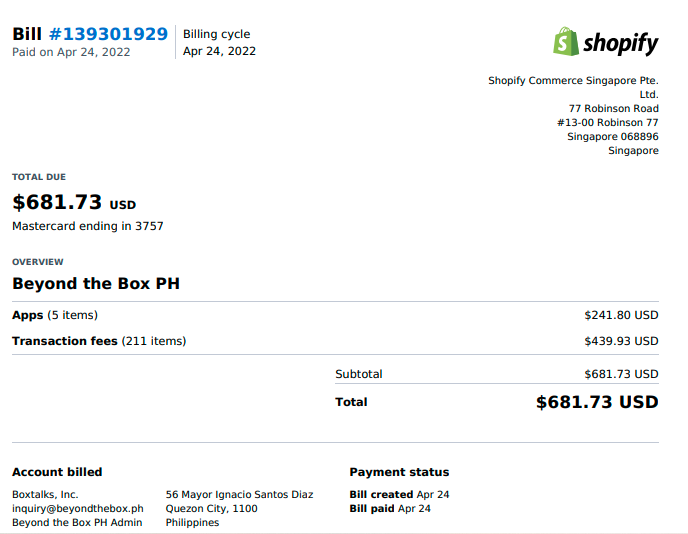 Bill #139301929
Paid on Apr 24, 2022
Billing cycle
Apr 24, 2022
shopify
Shopify Commerce Singapore Pte.
Ltd.
77 Robinson Road
#13-00 Robinson 77
Singapore 068896
Singapore
TOTAL DUE
$681.73 USD
Mastercard ending in 3757
OVERVIEW
Beyond the Box PH
Apps (5 items) $241.80 USD
Transaction fees (211 items) $439.93 USD
Subtotal $681.73 USD
Total $681.73 USD
Account billed
Boxtalks, Inc.
inquiry@beyondthebox.ph
Beyond the Box PH Admin
56 Mayor Ignacio Santos Diaz
Quezon City, 1100
Philippines
Payment status
Bill created Apr 24
Bill paid Apr 24